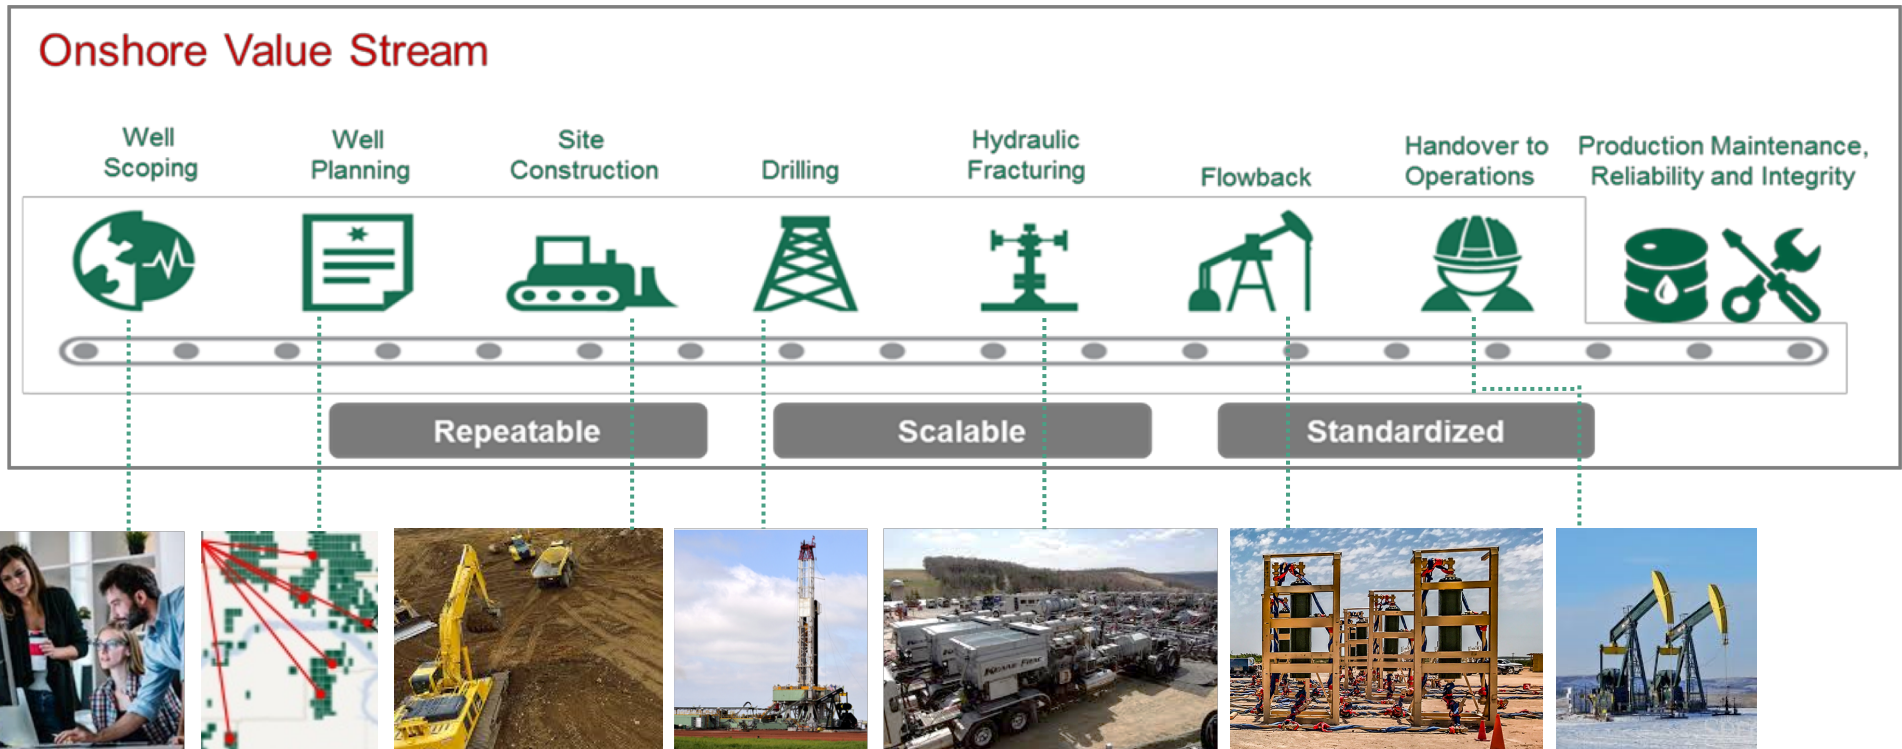 Onshore Value Stream
Well
Scoping
Well
Planning
Site
Construction
Drilling
Hydraulic
Fracturing
Flowback
Handover to
Operations
Production Maintenance,
Reliability and Integrity
Repeatable
Scalable
Standardized